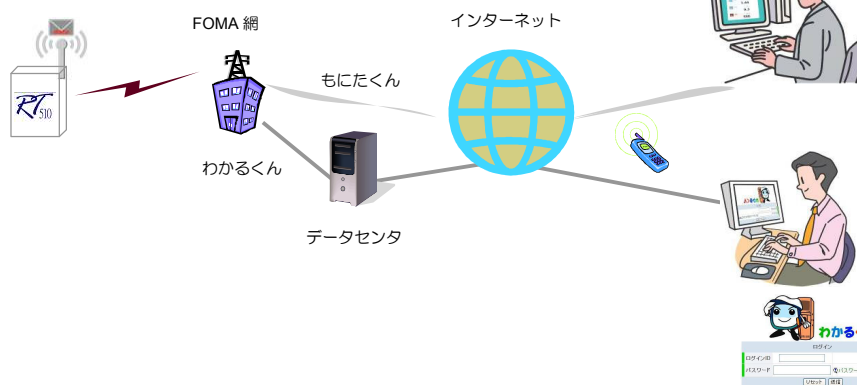 FOMA 網
インターネット
もにたくん
RT 510
わかるくん
データセンタ
わかる
ログイン
ログインID
パスワード
リセット 送信